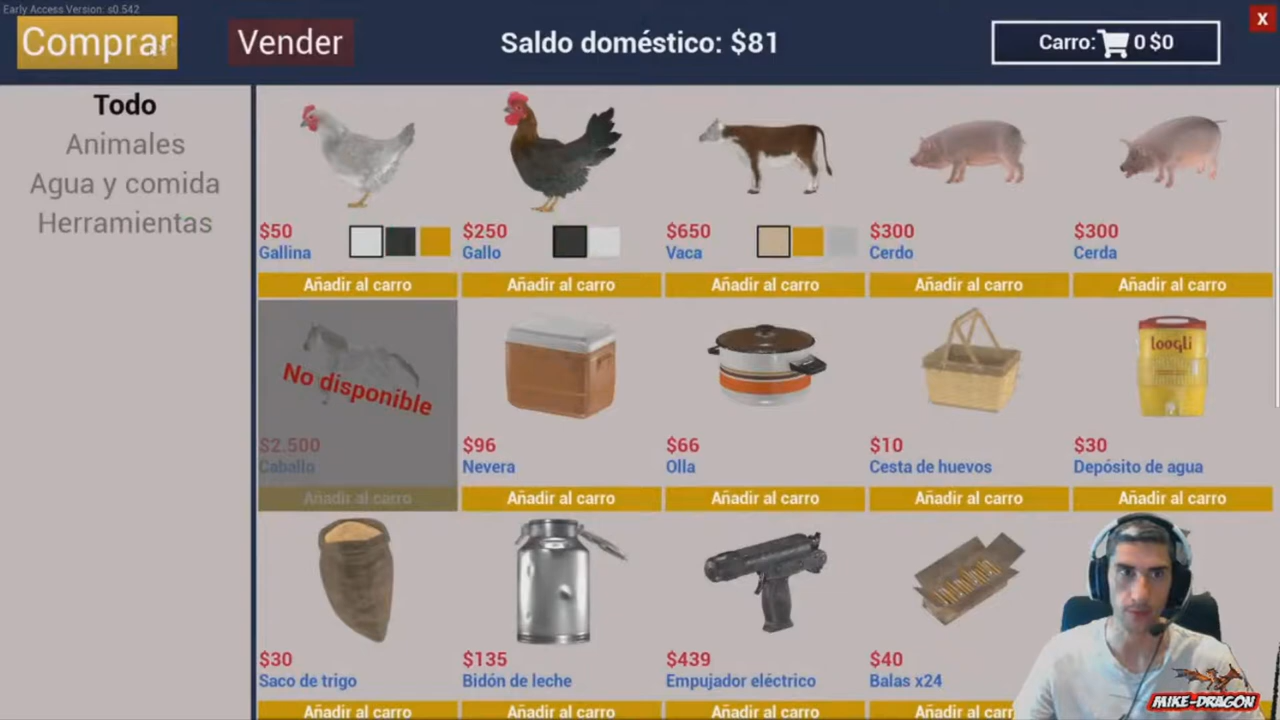 Early Access Version: s0.542
Comprar
Vender
Saldo doméstico: $81
Carro: 0 $0
X
Todo
Animales
Agua y comida
Herramientas
$50
Gallina
Añadir al carro
$250
Gallo
Añadir al carro
$650
Vaca
Añadir al carro
$300
Cerdo
Añadir al carro
$300
Cerda
Añadir al carro
No disponible
$2.500
Caballo
Añadir al carro
$96
Nevera
Añadir al carro
$66
Olla
Añadir al carro
$10
Cesta de huevos
Añadir al carro
loogli
$30
Depósito de agua
Añadir al carro
$30
Saco de trigo
Añadir al carro
$135
Bidón de leche
Añadir al carro
$439
Empujador eléctrico
Añadir al carro
$40
Balas x24
Añadir al carr
MIKE-DRAGON